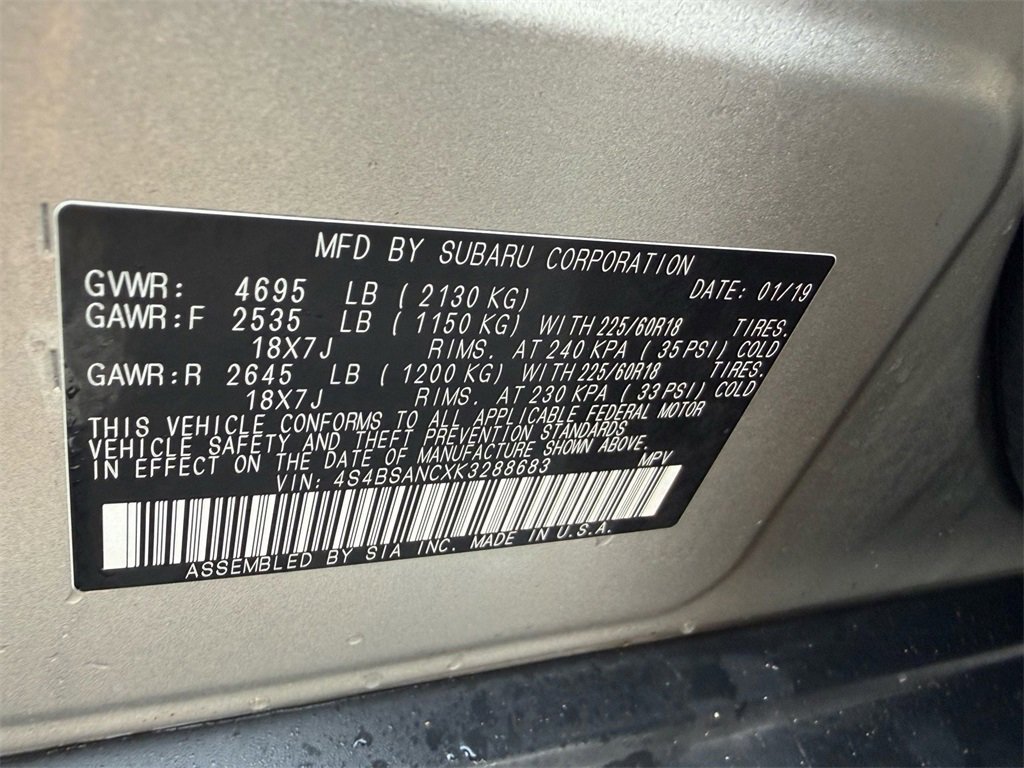 MFD BY SUBARU CORPORATION
GVWR: 4695 LB ( 2130 KG) DATE: 01/19
GAWR:F 2535 LB ( 1150 KG) WITH 225/60R18 TIRES.
18X7J RIMS. AT 240 KPA ( 35 PSI) COLD
GAWR:R 2645 LB ( 1200 KG) WITH 225/60R18 TIRES.
18X7J RIMS. AT 230 KPA ( 33 PSI) COLD
THIS VEHICLE CONFORMS TO ALL APPLICABLE FEDERAL MOTOR
VEHICLE SAFETY AND THEFT PREVENTION STANDARDS
IN EFFECT ON THE DATE OF MANUFACTURE SHOWN ABOVE.
VIN: 4S4BSANCXK3288683 MPV
ASSEMBLED BY SIA INC. MADE IN U.S.A.